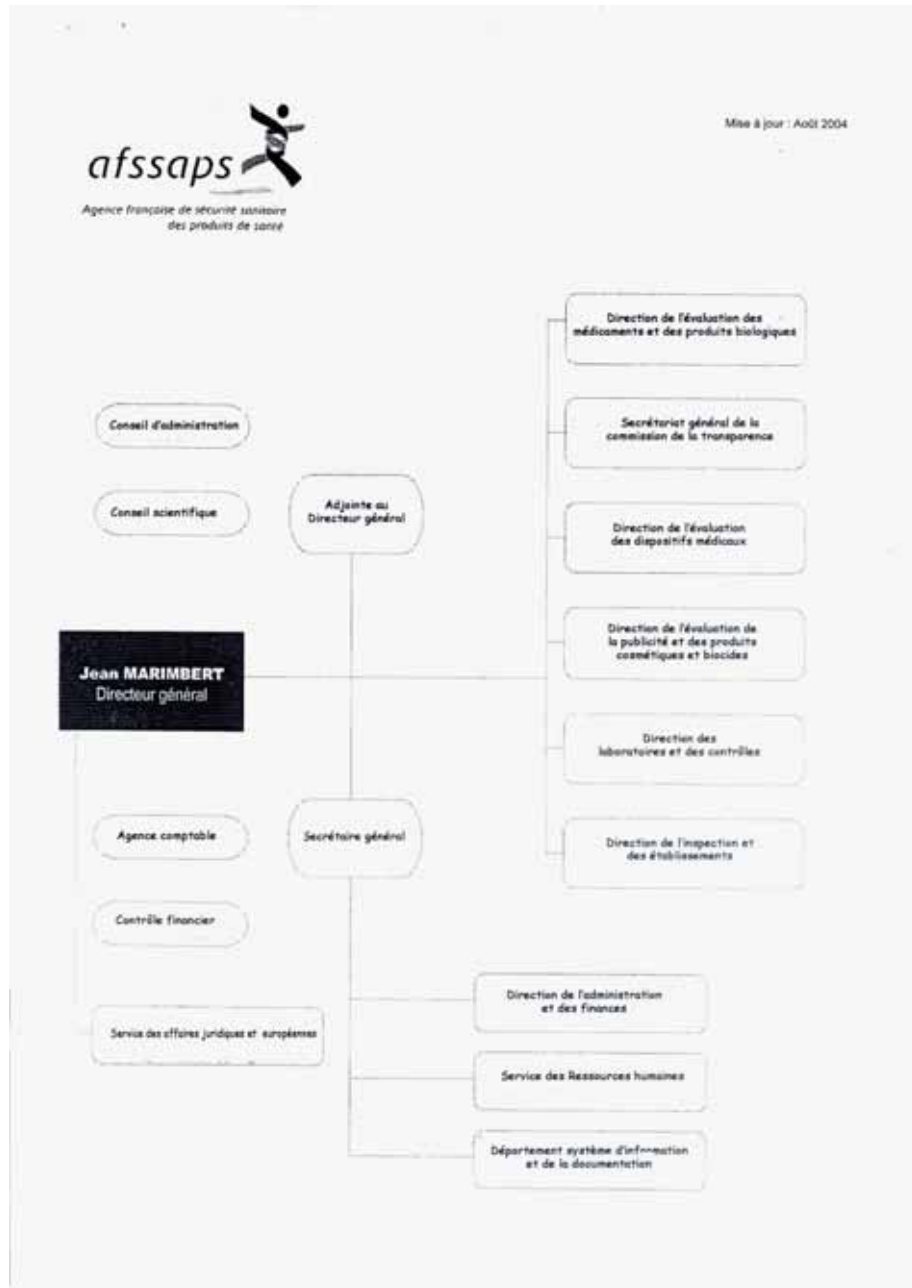 Mise à jour : Août 2004
afssaps
Agence française de sécurité sanitaire
des produits de santé
Direction de l'évaluation des
médicaments et des produits biologiques
Conseil d'administration
Secrétariat général de la
commission de la transparence
Conseil scientifique
Adjointe au
Directeur général
Direction de l'évaluation
des dispositifs médicaux
Direction de l'évaluation de
la publicité et des produits
cosmétiques et biocides
Jean MARIMBERT
Directeur général
Direction des
laboratoires et des contrôles
Agence comptable
Secrétaire général
Direction de l'inspection et
des établissements
Contrôle financier
Direction de l'administration
et des finances
Service des affaires juridiques et européennes
Service des Ressources humaines
Département système d'information
et de la documentation